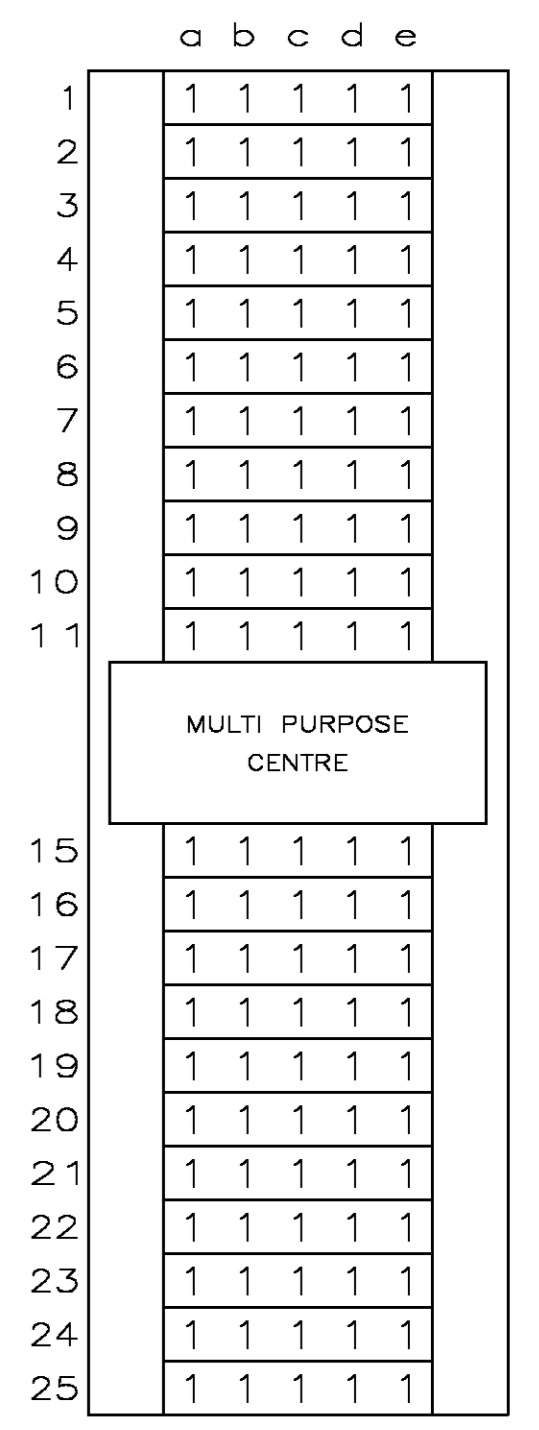 a b c d e
1 1 1 1 1 1
2 1 1 1 1 1
3 1 1 1 1 1
4 1 1 1 1 1
5 1 1 1 1 1
6 1 1 1 1 1
7 1 1 1 1 1
8 1 1 1 1 1
9 1 1 1 1 1
10 1 1 1 1 1
11 1 1 1 1 1
MULTI PURPOSE
CENTRE
15 1 1 1 1 1
16 1 1 1 1 1
17 1 1 1 1 1
18 1 1 1 1 1
19 1 1 1 1 1
20 1 1 1 1 1
21 1 1 1 1 1
22 1 1 1 1 1
23 1 1 1 1 1
24 1 1 1 1 1
25 1 1 1 1 1